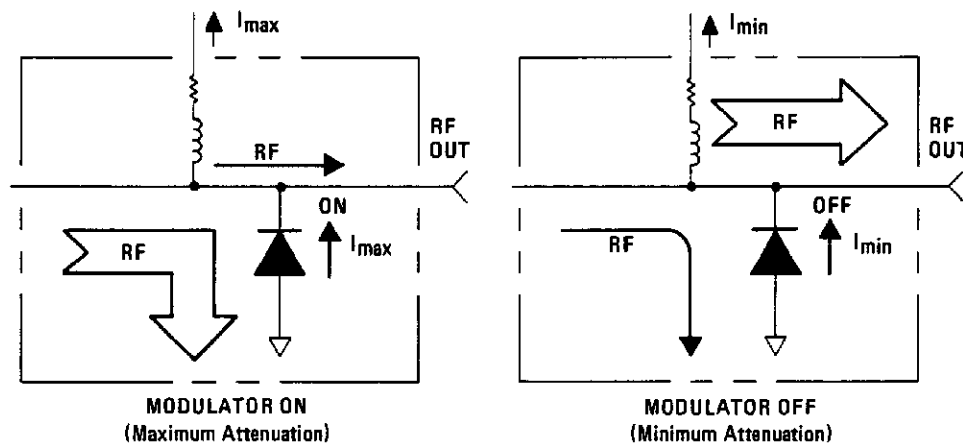 Imax
RF
RF
OUT
ON
RF
Imax
MODULATOR ON
(Maximum Attenuation)
Imin
RF
RF
OUT
OFF
RF
Imin
MODULATOR OFF
(Minimum Attenuation)